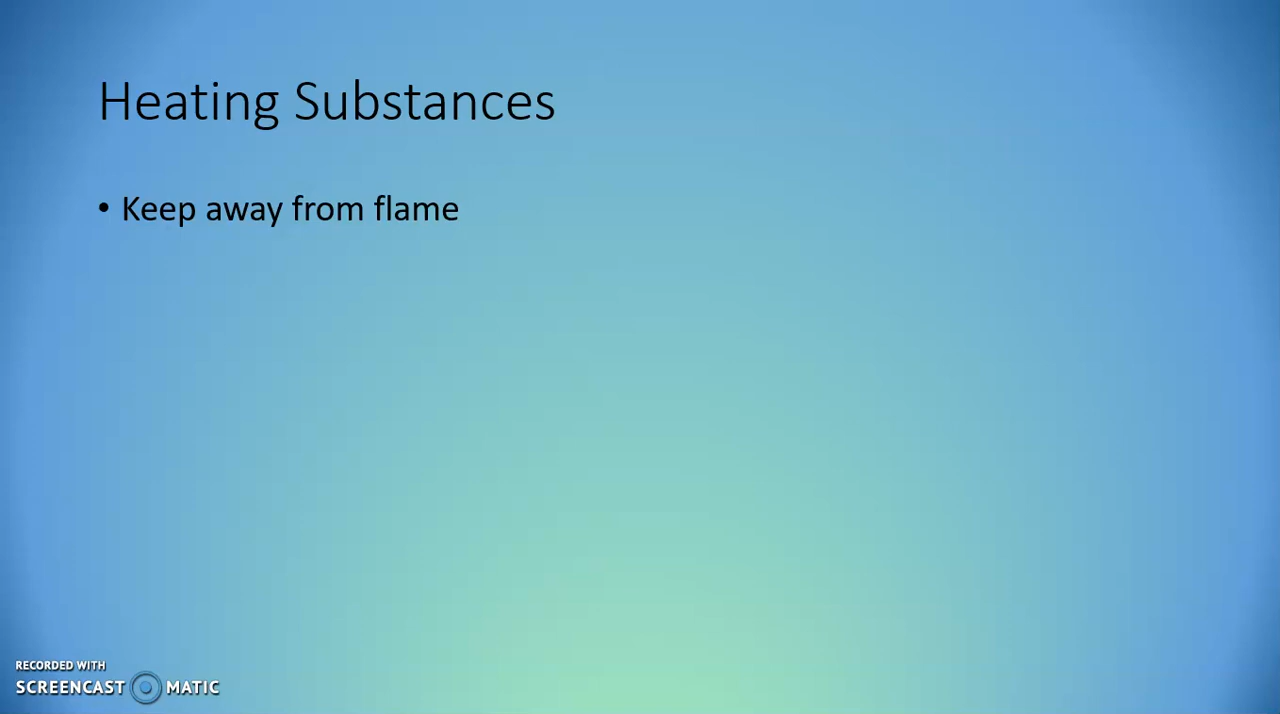 Heating Substances
• Keep away from flame
RECORDED WITH
SCREENCAST MATIC